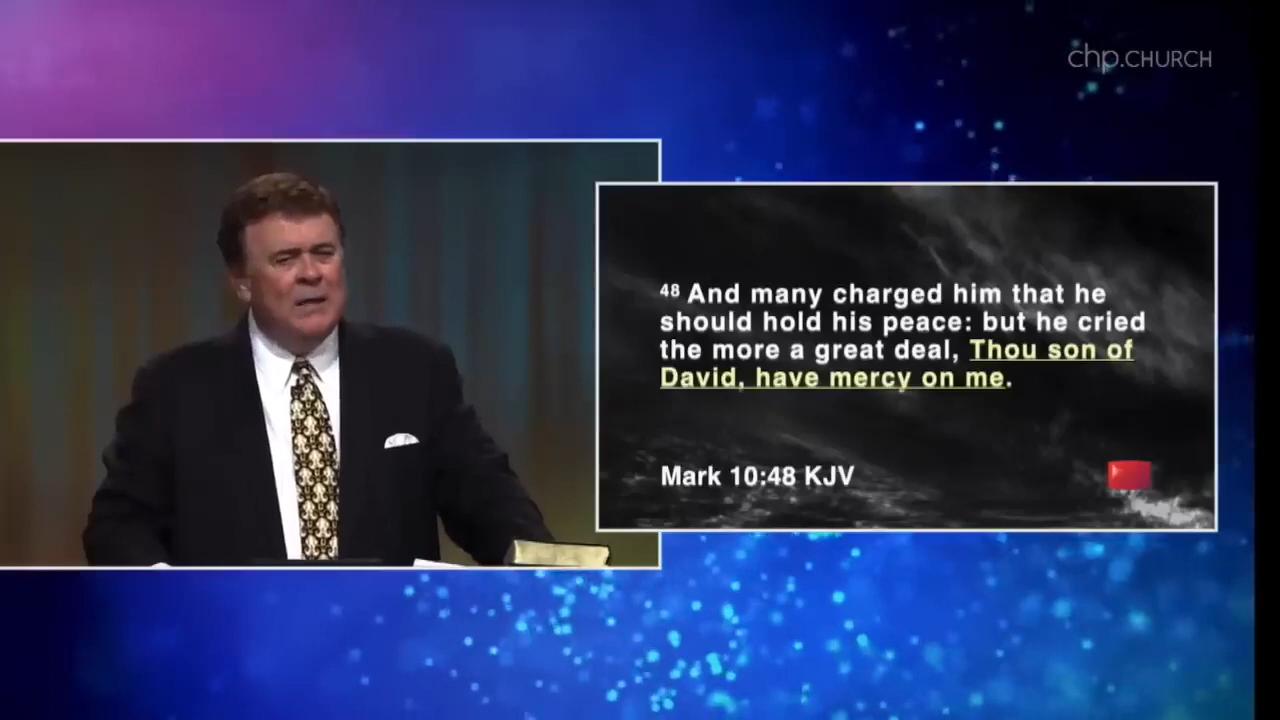 chp.CHURCH
48 And many charged him that he
should hold his peace: but he cried
the more a great deal, Thou son of
David, have mercy on me.
Mark 10:48 KJV